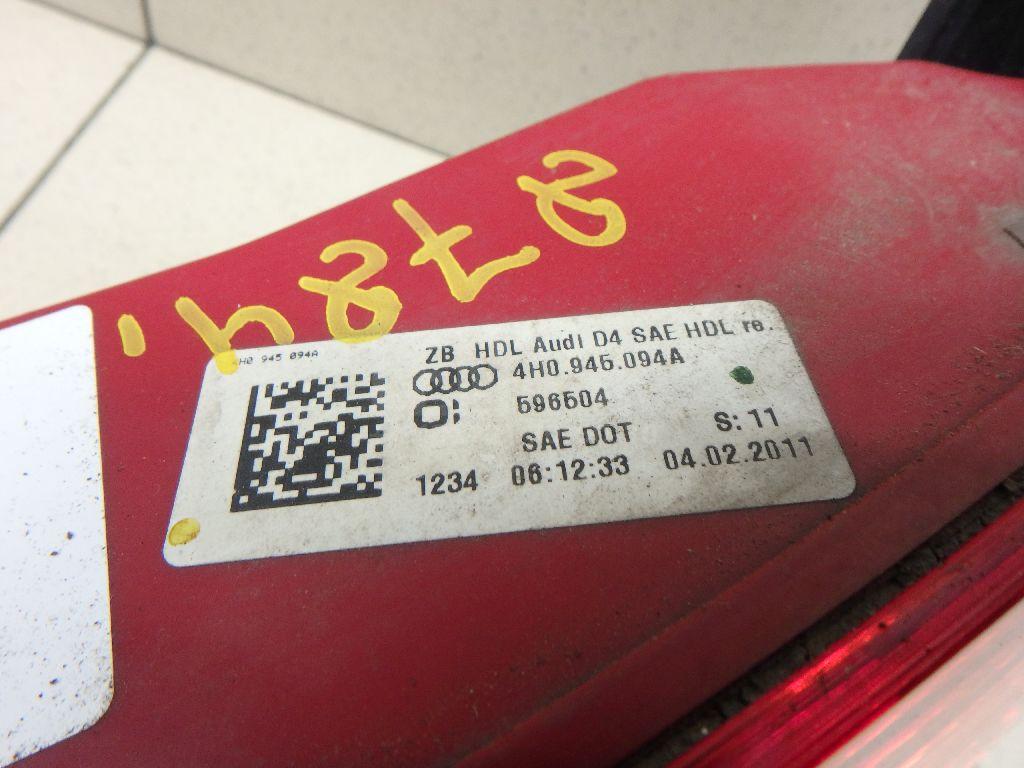 2784
4H0 945 094A
ZB HDL Audi D4 SAE HDL re.
4H0.945.094A
596504
SAE DOT S: 11
1234 06:12:33 04.02.2011